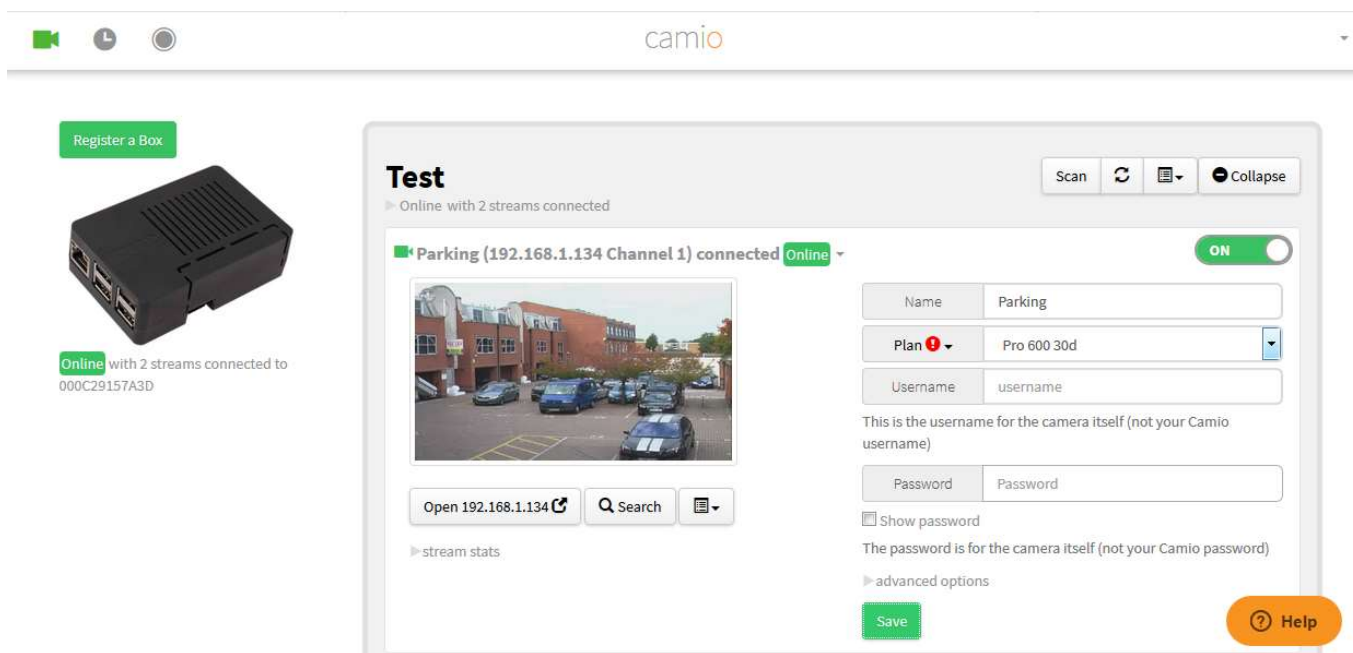 camio
Register a Box
Online with 2 streams connected to
000C29157A3D
Test
Online with 2 streams connected
Scan
Collapse
Parking (192.168.1.134 Channel 1) connected Online
ON
Open 192.168.1.134
Search
stream stats
Name Parking
Plan Pro 600 30d
Username username
This is the username for the camera itself (not your Camio
username)
Password Password
Show password
The password is for the camera itself (not your Camio password)
advanced options
Save
Help